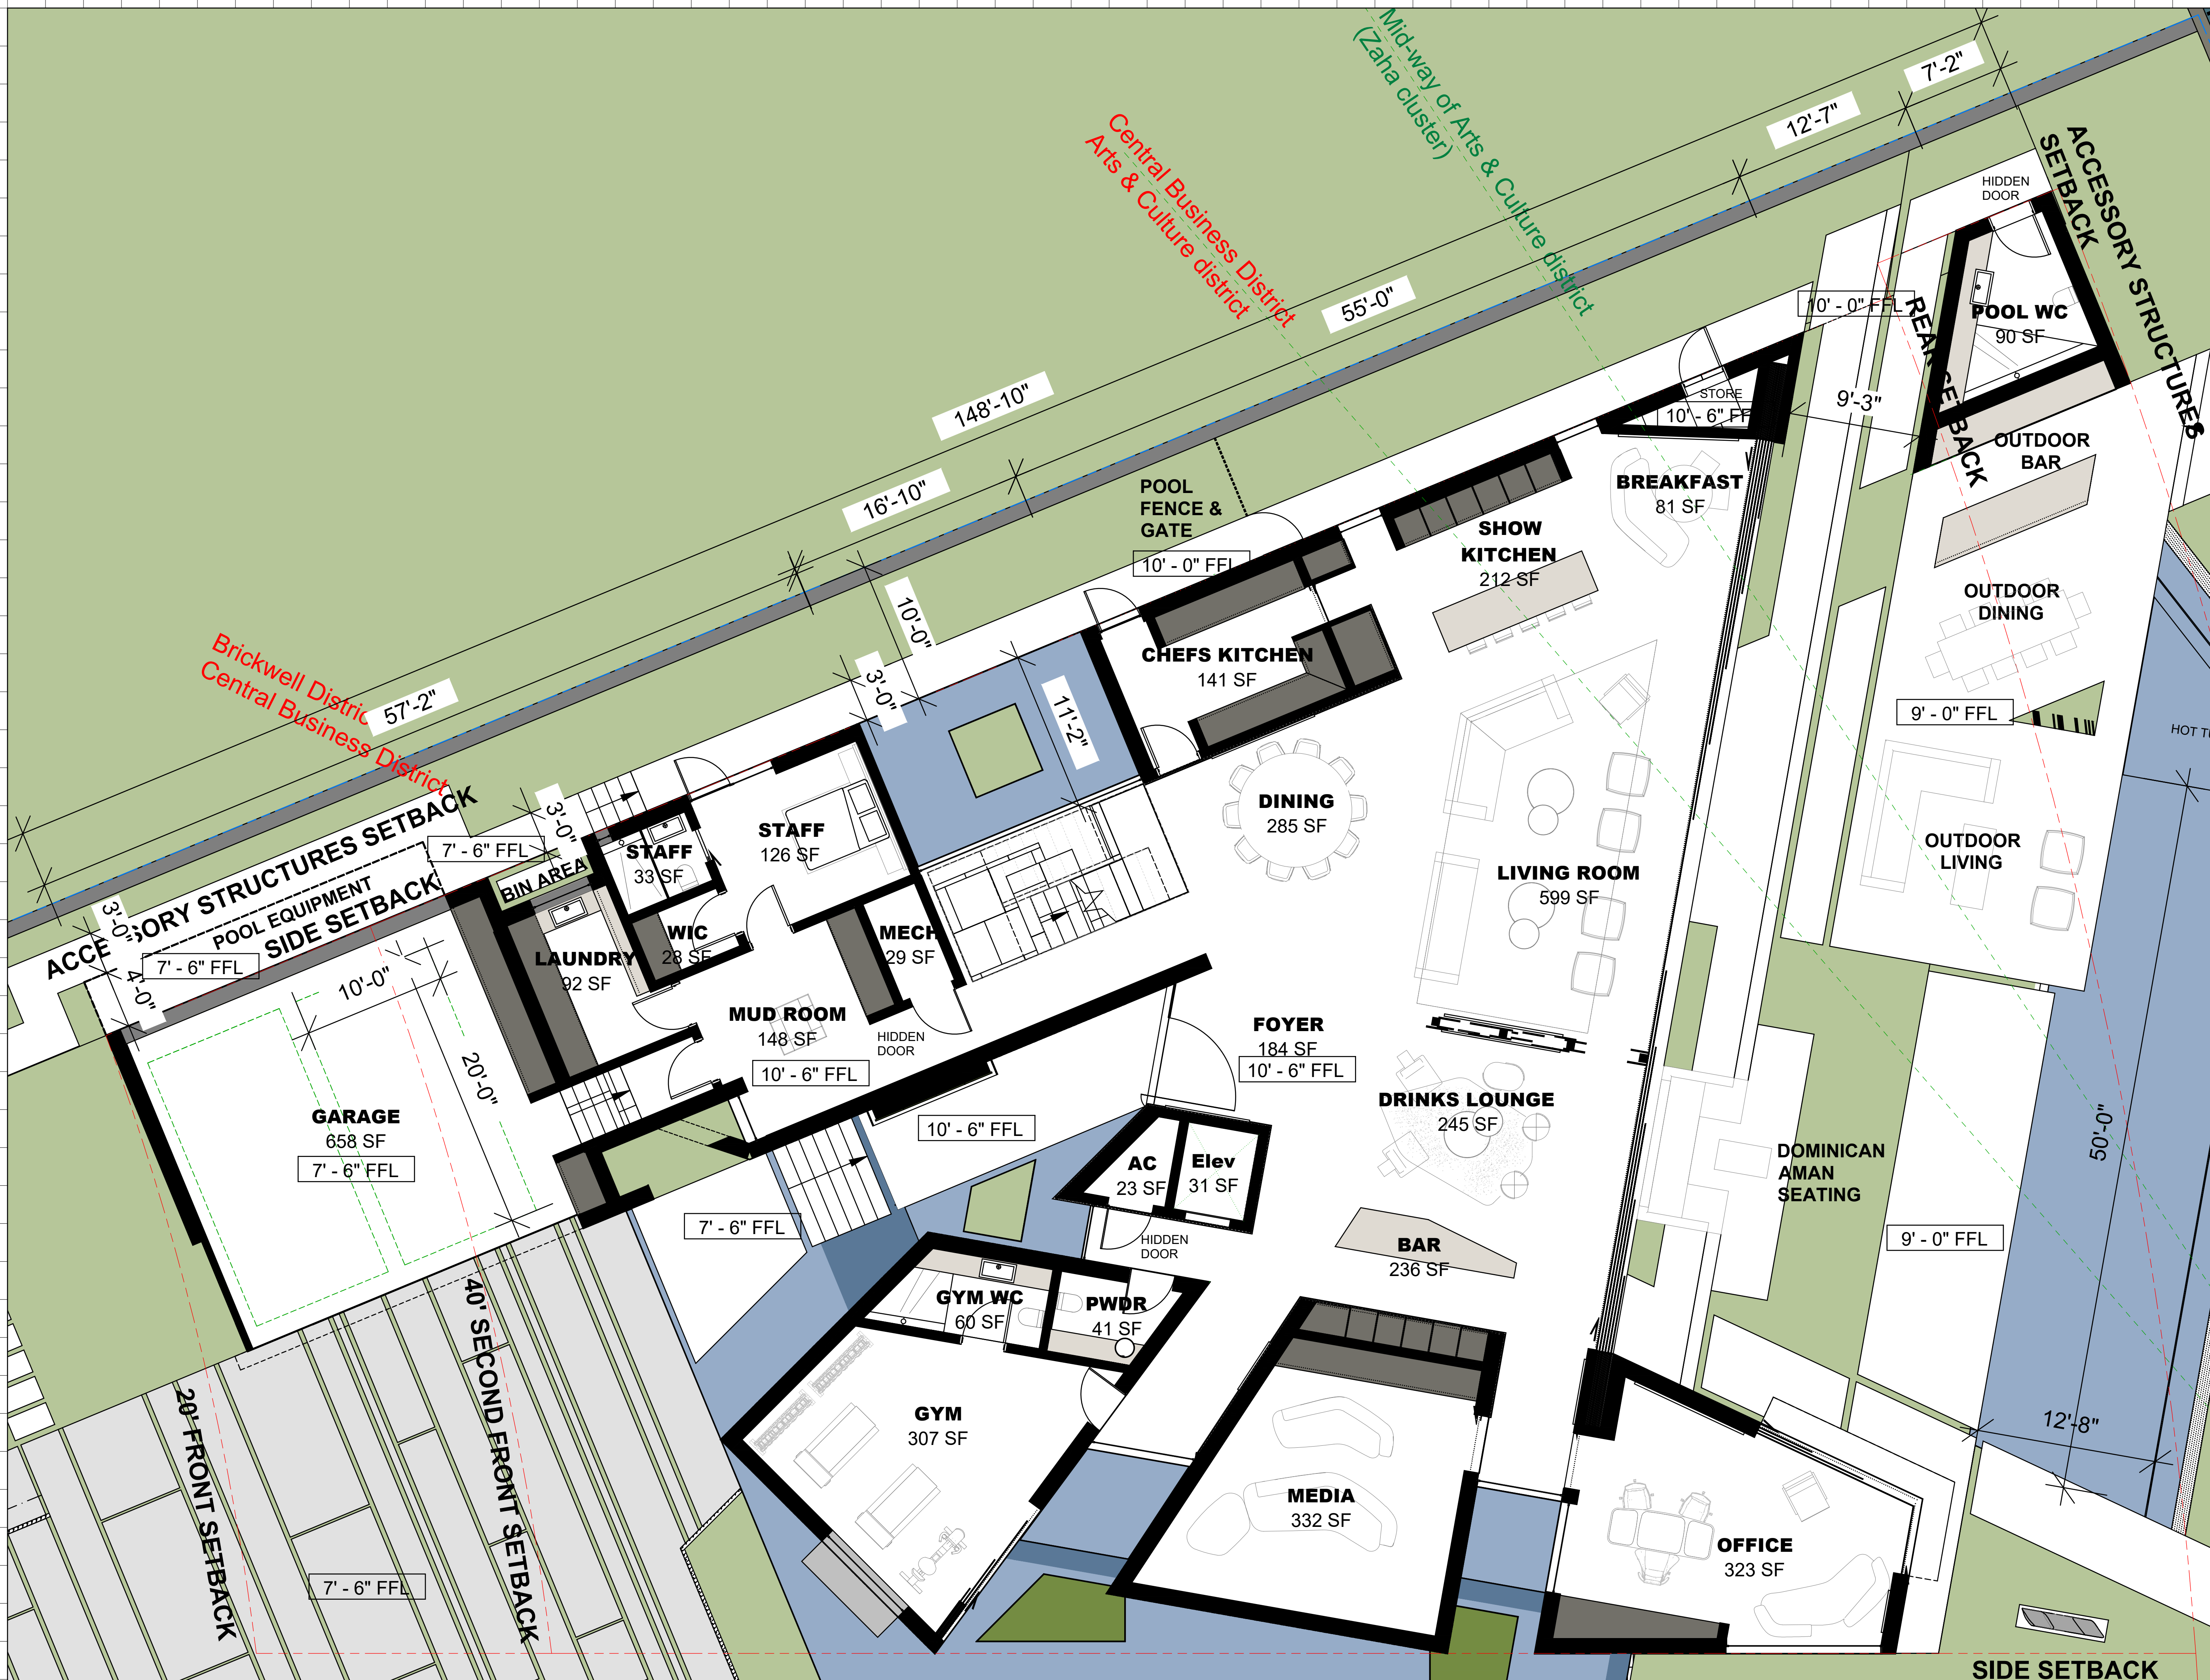 Mid-way of Arts & Culture district
(Zaha cluster)
Central Business District
Arts & Culture district
7'-2"
12'-7"
ACCESSORY STRUCTURES
SETBACK
HIDDEN
DOOR
55'-0"
10' - 0" FFL
REAR SETBACK
POOL WC
90 SF
148'-10"
STORE
10' - 6" FF
9'-3"
OUTDOOR
BAR
16'-10"
POOL
FENCE &
GATE
10' - 0" FFL
BREAKFAST
81 SF
SHOW
KITCHEN
212 SF
OUTDOOR
DINING
10'-0"
3'-0"
11'-2"
CHEFS KITCHEN
141 SF
Brickwell Distric
Central Business District
57'-2"
9' - 0" FFL
HOT
3'-0"
DINING
285 SF
STAFF
126 SF
STAFF
33 SF
7' - 6" FFL
BIN AREA
OUTDOOR
LIVING
LIVING ROOM
599 SF
ACCESSORY STRUCTURES SETBACK
POOL EQUIPMENT
SIDE SETBACK
3'-0"
4'-0"
7' - 6" FFL
10'-0"
WIC
28 SF
MECH
29 SF
LAUNDRY
92 SF
MUD ROOM
148 SF
10' - 6" FFL
HIDDEN
DOOR
FOYER
184 SF
10' - 6" FFL
20'-0"
GARAGE
658 SF
7' - 6" FFL
10' - 6" FFL
DRINKS LOUNGE
245 SF
50'-0"
DOMINICAN
AMAN
SEATING
AC
23 SF
Elev
31 SF
7' - 6" FFL
HIDDEN
DOOR
BAR
236 SF
9' - 0" FFL
GYM WC
60 SF
PWDR
41 SF
20' FRONT SETBACK
40' SECOND FRONT SETBACK
GYM
307 SF
12'-8"
MEDIA
332 SF
OFFICE
323 SF
7' - 6" FFL
SIDE SETBACK